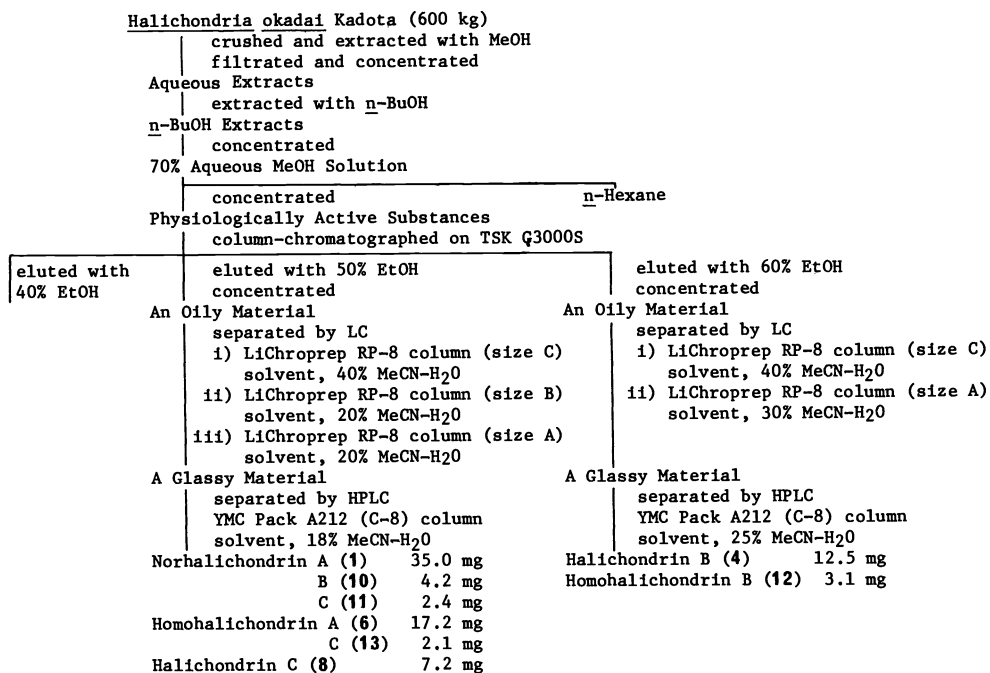 Halichondria okadai Kadota (600 kg)
crushed and extracted with MeOH
filtrated and concentrated
Aqueous Extracts
extracted with n-BuOH
n-BuOH Extracts
concentrated
70% Aqueous MeOH Solution
concentrated
n-Hexane
Physiologically Active Substances
column-chromatographed on TSK G3000S
eluted with
40% EtOH
eluted with 50% EtOH
concentrated
An Oily Material
separated by LC
i) LiChroprep RP-8 column (size C)
solvent, 40% MeCN-H2O
ii) LiChroprep RP-8 column (size B)
solvent, 20% MeCN-H2O
iii) LiChroprep RP-8 column (size A)
solvent, 20% MeCN-H2O
A Glassy Material
separated by HPLC
YMC Pack A212 (C-8) column
solvent, 18% MeCN-H2O
Norhalichondrin A (1) 35.0 mg
B (10) 4.2 mg
C (11) 2.4 mg
Homohalichondrin A (6) 17.2 mg
C (13) 2.1 mg
Halichondrin C (8) 7.2 mg
eluted with 60% EtOH
concentrated
An Oily Material
separated by LC
i) LiChroprep RP-8 column (size C)
solvent, 40% MeCN-H2O
ii) LiChroprep RP-8 column (size A)
solvent, 30% MeCN-H2O
A Glassy Material
separated by HPLC
YMC Pack A212 (C-8) column
solvent, 25% MeCN-H2O
Halichondrin B (4) 12.5 mg
Homohalichondrin B (12) 3.1 mg